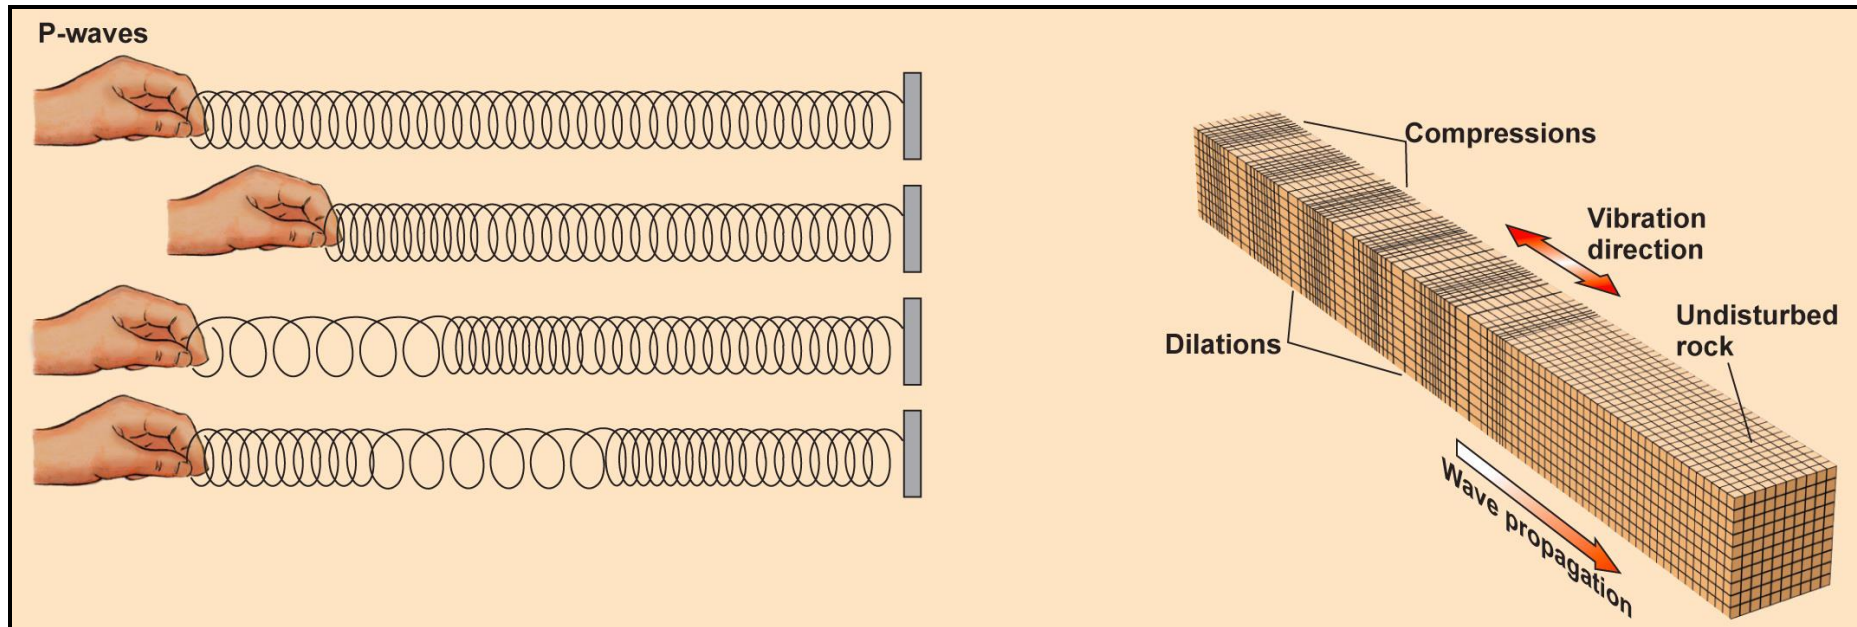 P-waves
Compressions
Vibration
direction
Undisturbed
rock
Dilations
Wave propagation